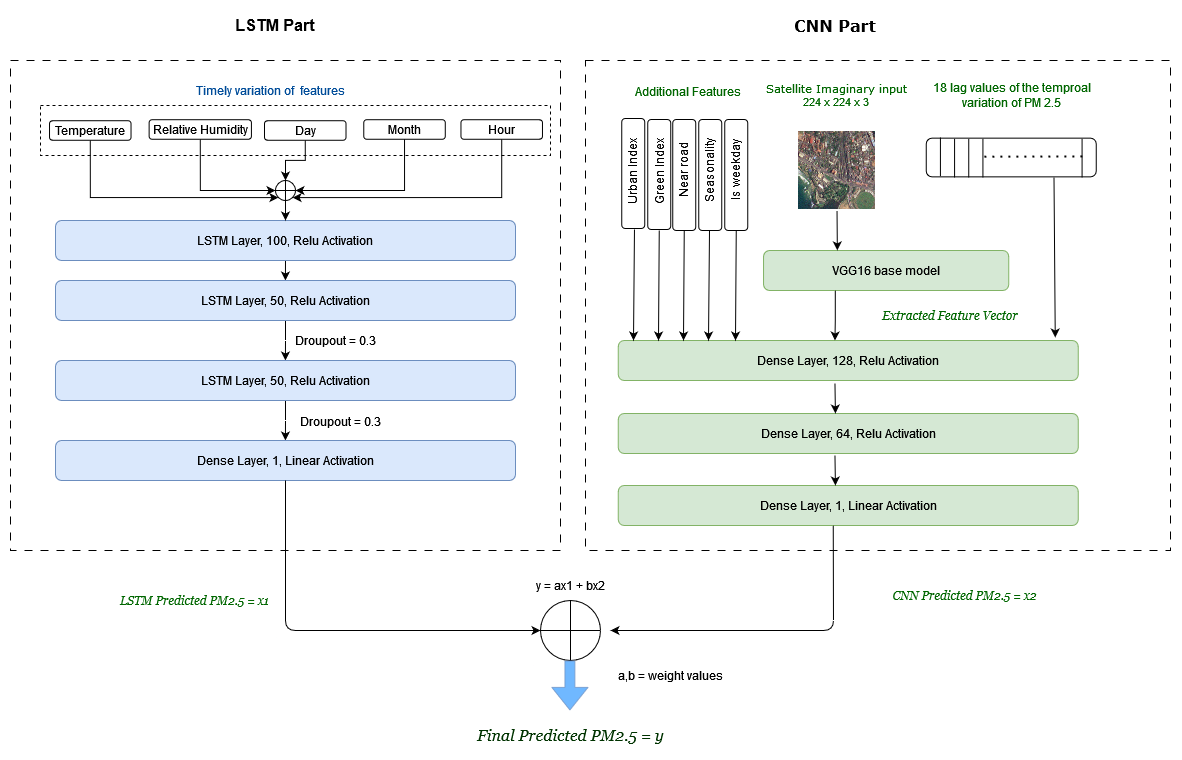 LSTM Part
CNN Part
Timely variation of features
Temperature
Relative Humidity
Day
Month
Hour
LSTM Layer, 100, Relu Activation
LSTM Layer, 50, Relu Activation
Droupout = 0.3
LSTM Layer, 50, Relu Activation
Droupout = 0.3
Dense Layer, 1, Linear Activation
Additional Features
Urban Index
Green Index
Near road
Seasonality
Is weekday
Satellite Imaginary input
224 x 224 x 3
18 lag values of the temproal
variation of PM 2.5
VGG16 base model
Extracted Feature Vector
Dense Layer, 128, Relu Activation
Dense Layer, 64, Relu Activation
Dense Layer, 1, Linear Activation
LSTM Predicted PM2.5 = x1
y = ax1 + bx2
CNN Predicted PM2.5 = x2
a,b = weight values
Final Predicted PM2.5 = y